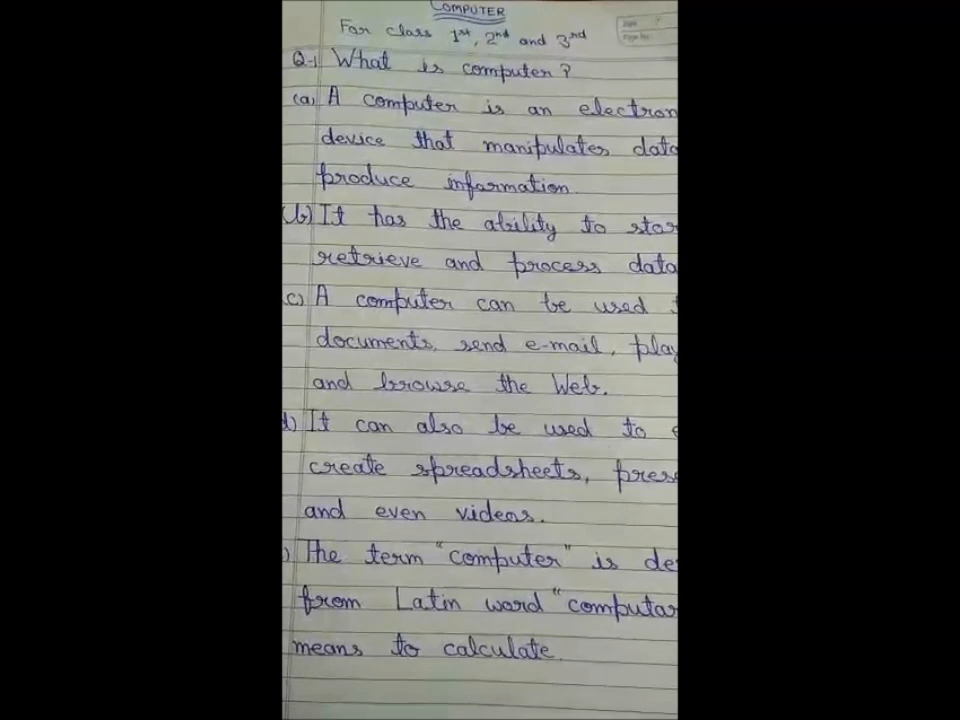 COMPUTER
For class 1st, 2nd and 3nd
Q-1 What is computer?
(a) A computer is an electron
device that manipulates data
produce information.
(b) It has the ability to stor
retrieve and process data
(c) A computer can be used t
documents, send e-mail, play
and browse the Web.
d) It can also be used to
create spreadsheets, prese
and even videos.
) The term "computer" is de
from Latin word "computar
means to calculate.